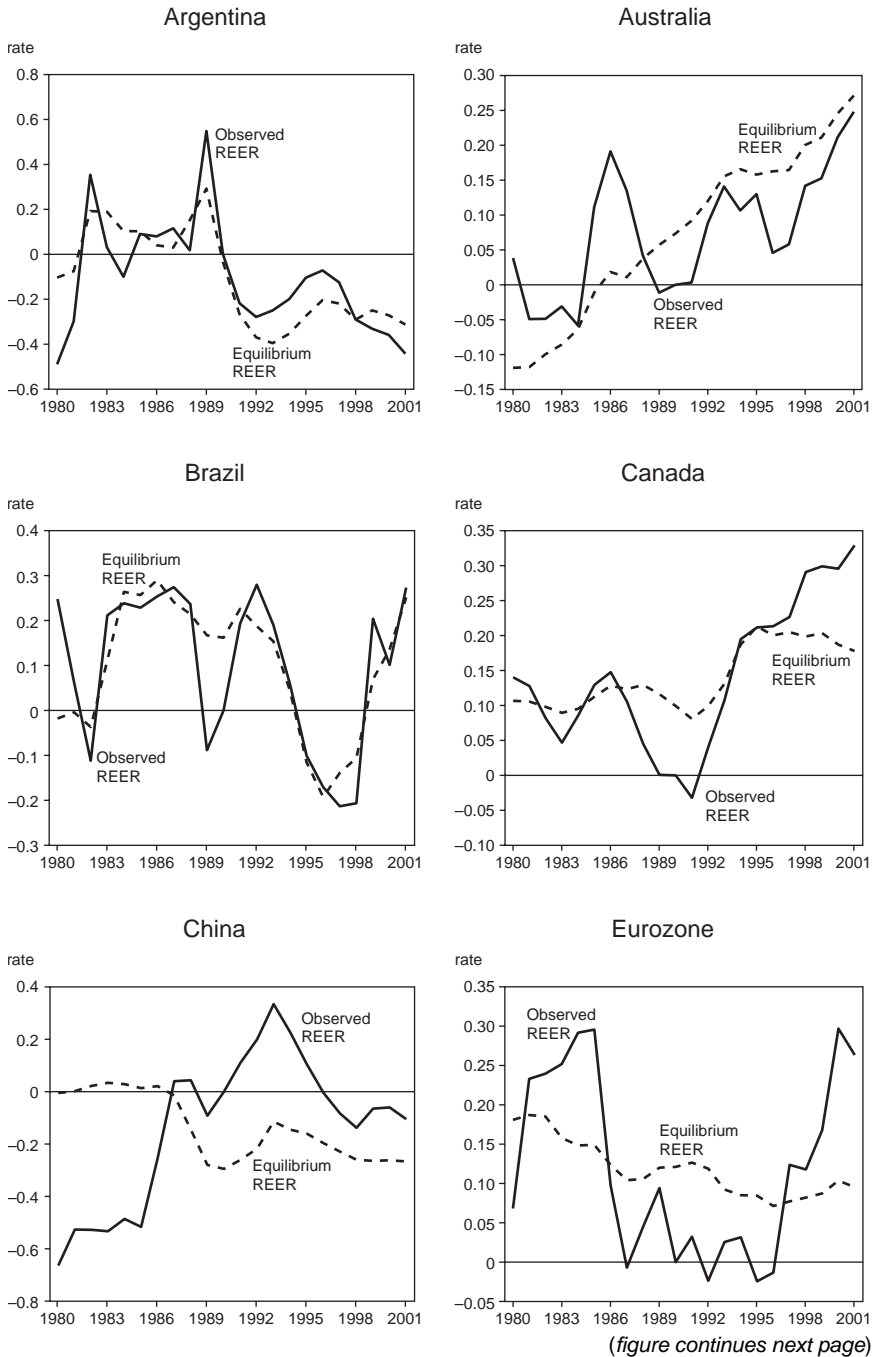 Argentina
rate
0.8
0.6
0.4
0.2
0
–0.2
–0.4
–0.6
Observed
REER
Equilibrium
REER
1980 1983 1986 1989 1992 1995 1998 2001
Australia
rate
0.30
0.25
0.20
0.15
0.10
0.05
0
–0.05
–0.10
–0.15
Equilibrium
REER
Observed
REER
1980 1983 1986 1989 1992 1995 1998 2001
Brazil
rate
0.4
0.3
0.2
0.1
0
–0.1
–0.2
–0.3
Equilibrium
REER
Observed
REER
1980 1983 1986 1989 1992 1995 1998 2001
Canada
rate
0.35
0.30
0.25
0.20
0.15
0.10
0.05
0
–0.05
–0.10
Equilibrium
REER
Observed
REER
1980 1983 1986 1989 1992 1995 1998 2001
China
rate
0.4
0.2
0
–0.2
–0.4
–0.6
–0.8
Observed
REER
Equilibrium
REER
1980 1983 1986 1989 1992 1995 1998 2001
Eurozone
rate
0.35
0.30
0.25
0.20
0.15
0.10
0.05
0
–0.05
Observed
REER
Equilibrium
REER
1980 1983 1986 1989 1992 1995 1998 2001
(figure continues next page)